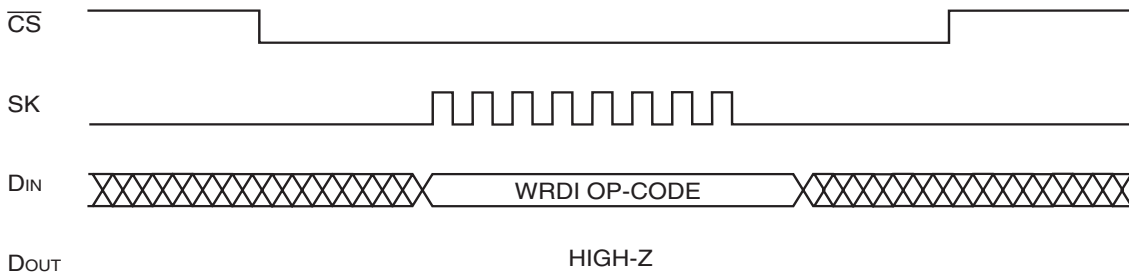 CS
SK
DIN
WRDI OP-CODE
DOUT
HIGH-Z